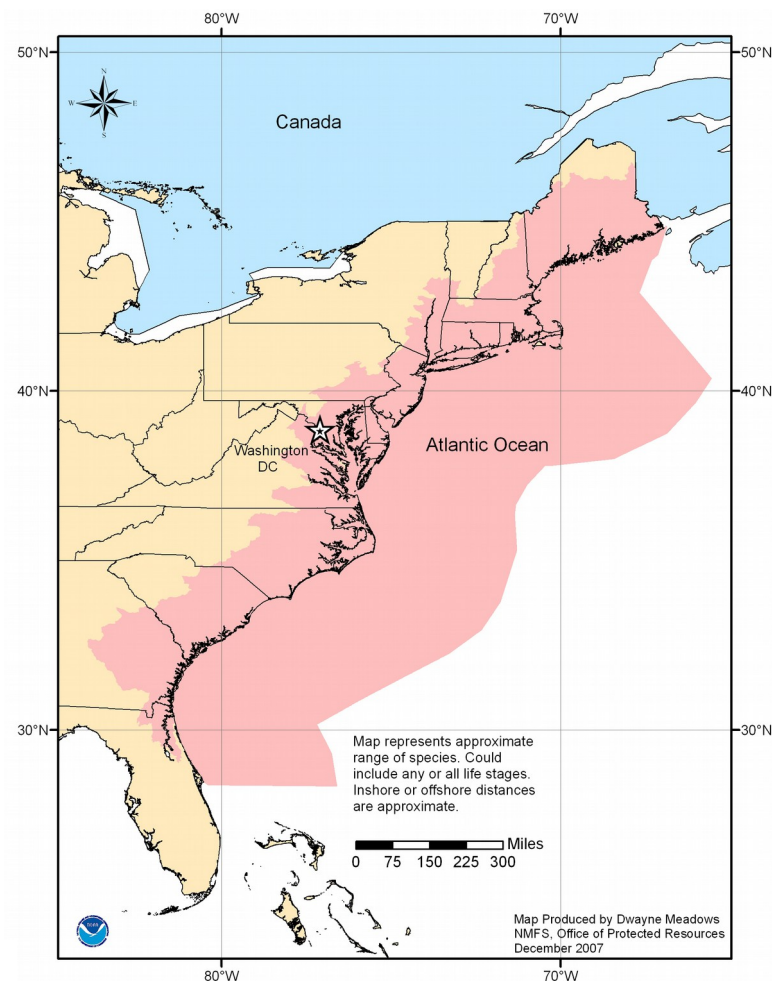 80°W
70°W
50°N
50°N
N
W
E
S
Canada
40°N
40°N
Washington
DC
Atlantic Ocean
30°N
30°N
Map represents approximate
range of species. Could
include any or all life stages.
Inshore or offshore distances
are approximate.
Miles
0 75 150 225 300
NOAA
Map Produced by Dwayne Meadows
NMFS, Office of Protected Resources
December 2007
80°W
70°W